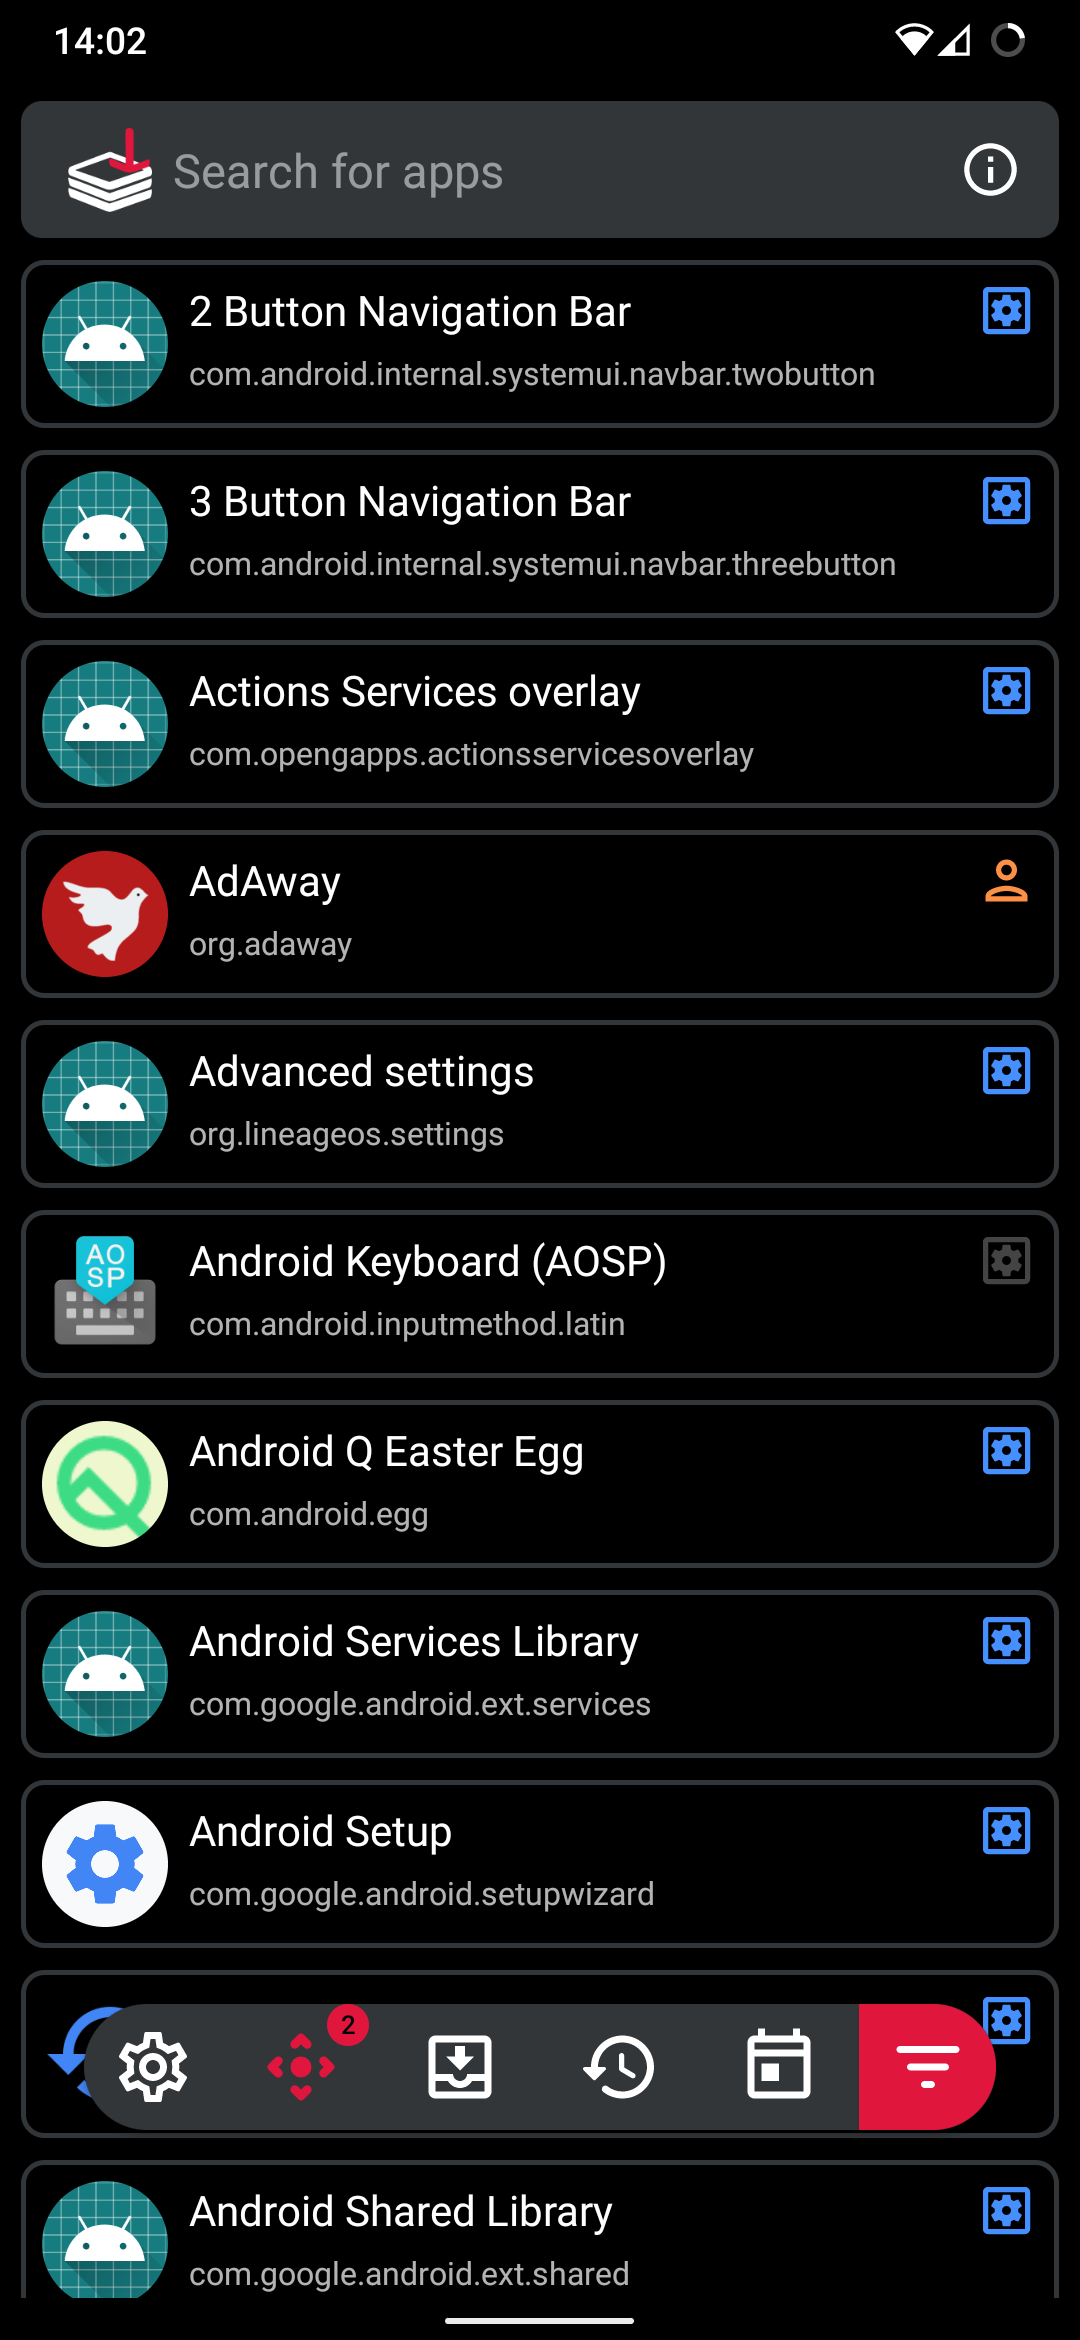 14:02
Search for apps
2 Button Navigation Bar
com.android.internal.systemui.navbar.twobutton
3 Button Navigation Bar
com.android.internal.systemui.navbar.threebutton
Actions Services overlay
com.opengapps.actionsservicesoverlay
AdAway
org.adaway
Advanced settings
org.lineageos.settings
AO
SP
Android Keyboard (AOSP)
com.android.inputmethod.latin
Android Q Easter Egg
com.android.egg
Android Services Library
com.google.android.ext.services
Android Setup
com.google.android.setupwizard
2
Android Shared Library
com.google.android.ext.shared